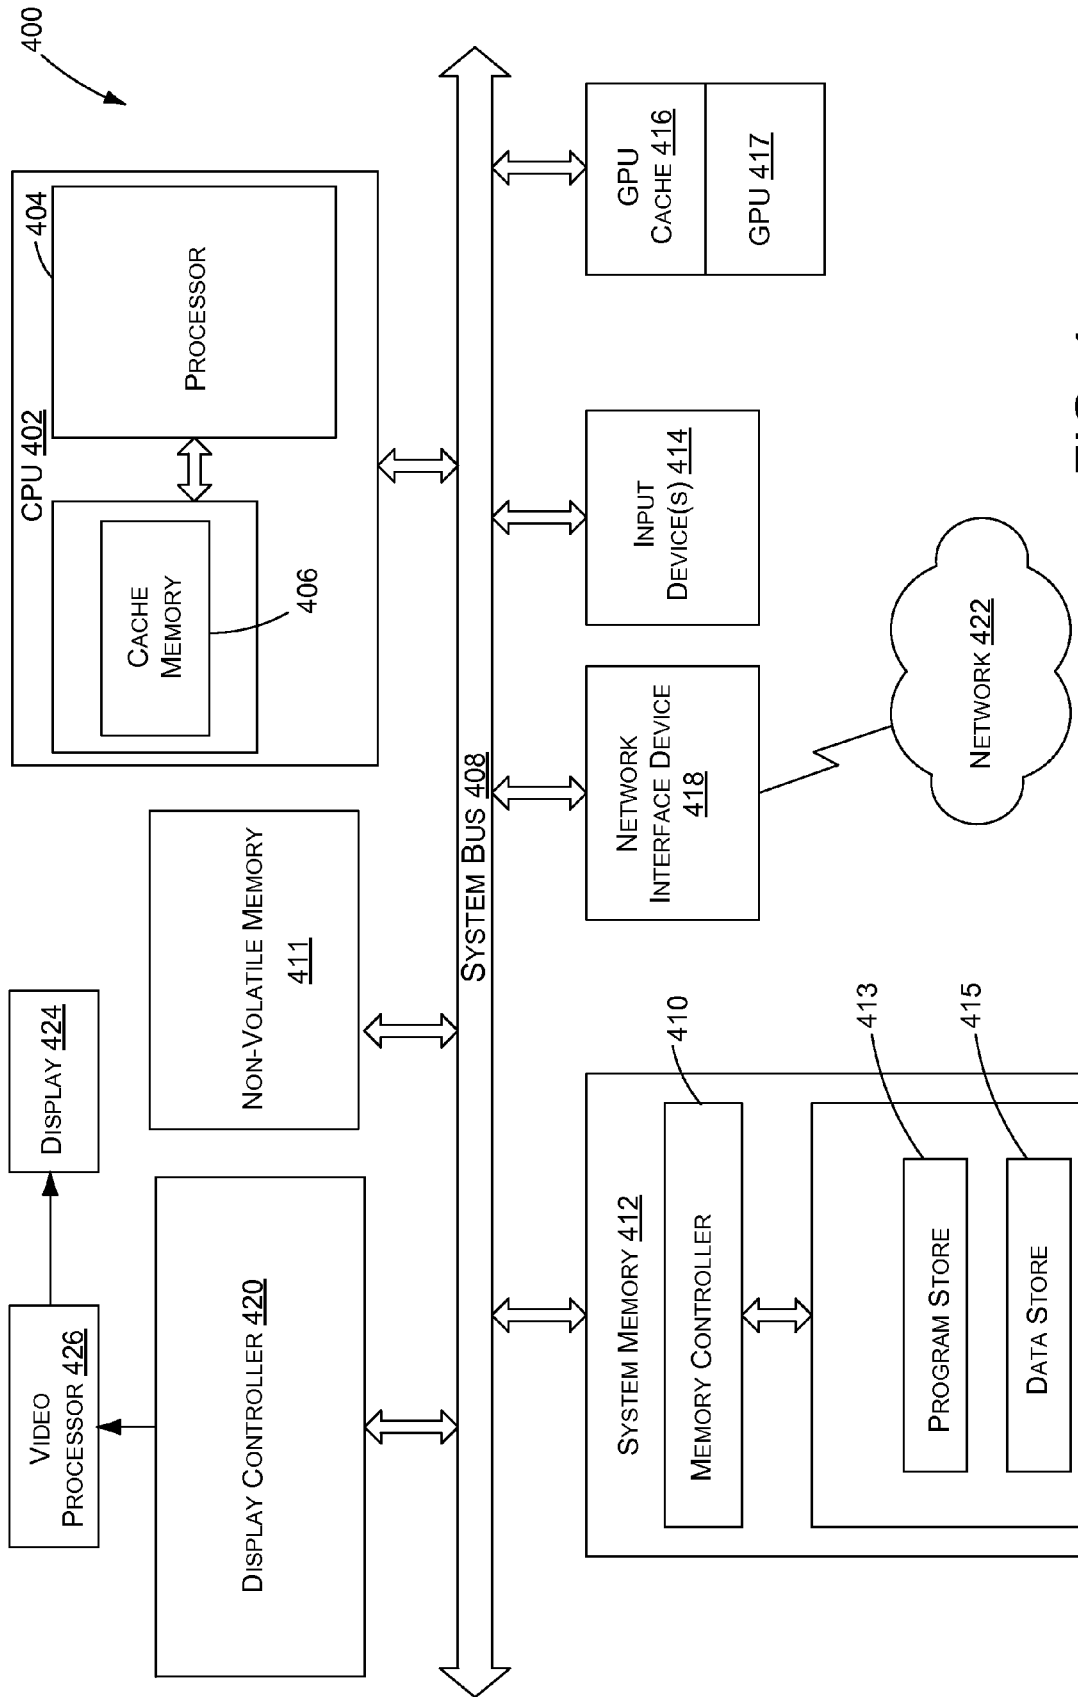 400
VIDEO
PROCESSOR 426
DISPLAY 424
CPU 402
404
DISPLAY CONTROLLER 420
NON-VOLATILE MEMORY
411
CACHE
MEMORY
PROCESSOR
406
SYSTEM BUS 408
SYSTEM MEMORY 412
MEMORY CONTROLLER
410
NETWORK
INTERFACE DEVICE
418
INPUT
DEVICE(S) 414
GPU
CACHE 416
GPU 417
PROGRAM STORE
413
DATA STORE
415
NETWORK 422